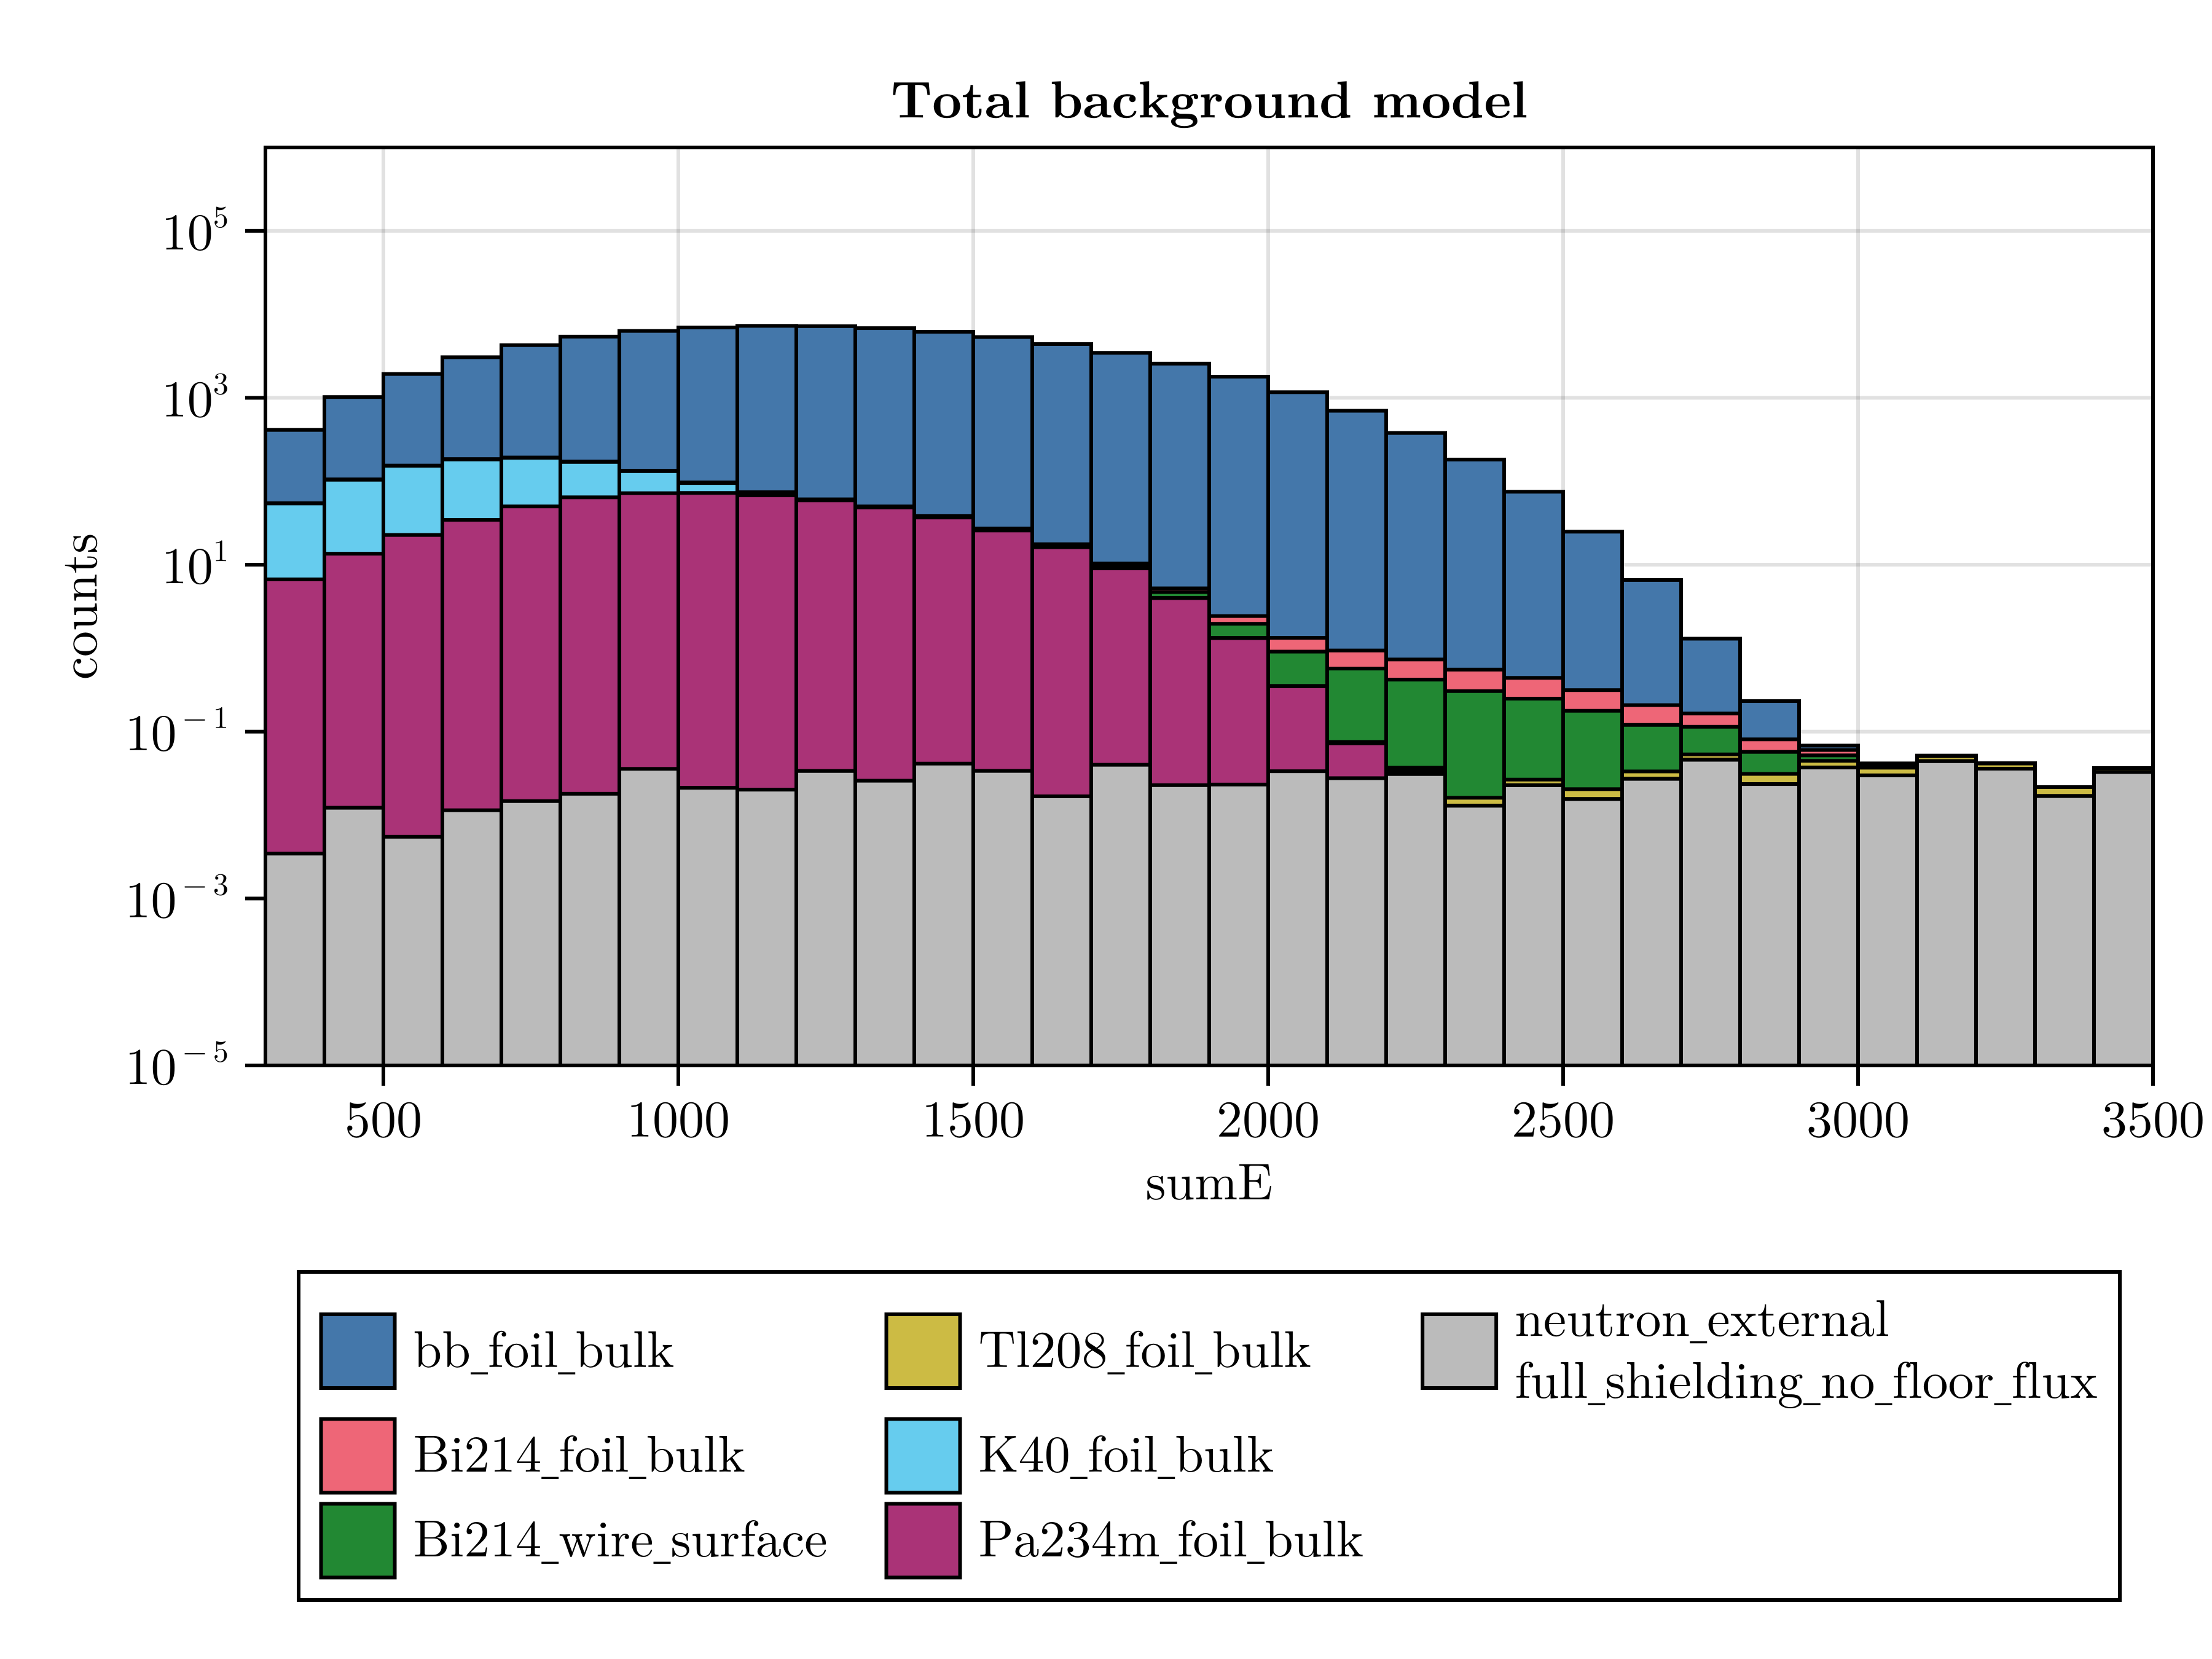 Total background model
counts
10^5
10^3
10^1
10^−1
10^−3
10^−5
500 1000 1500 2000 2500 3000 3500
sumE
bb_foil_bulk
Bi214_foil_bulk
Bi214_wire_surface
Tl208_foil_bulk
K40_foil_bulk
Pa234m_foil_bulk
neutron_external
full_shielding_no_floor_flux